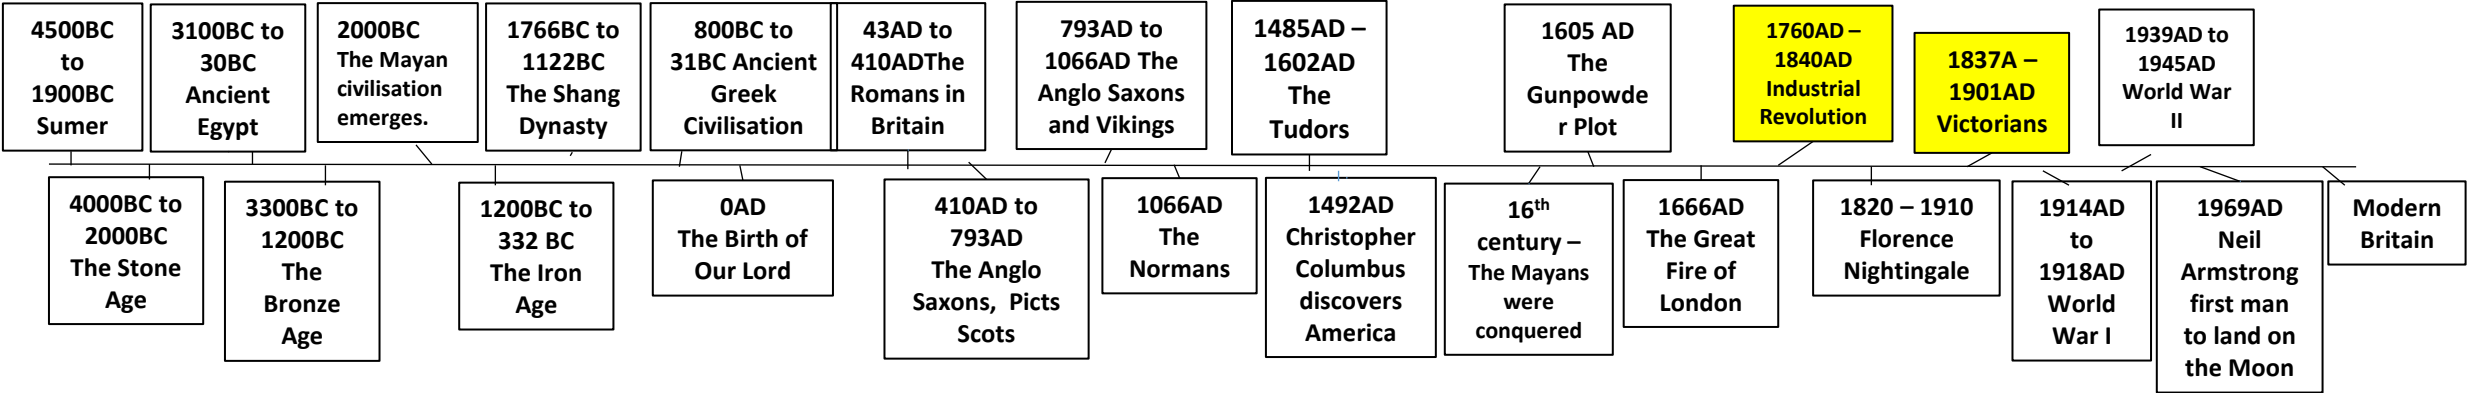 4500BC
to
1900BC
Sumer
3100BC to
30BC
Ancient
Egypt
2000BC
The Mayan
civilisation
emerges.
1766BC to
1122BC
The Shang
Dynasty
800BC to
31BC Ancient
Greek
Civilisation
43AD to
410ADThe
Romans in
Britain
793AD to
1066AD The
Anglo Saxons
and Vikings
1485AD –
1602AD
The
Tudors
1605 AD
The
Gunpowde
r Plot
1760AD –
1840AD
Industrial
Revolution
1837A –
1901AD
Victorians
1939AD to
1945AD
World War
II
4000BC to
2000BC
The Stone
Age
3300BC to
1200BC
The
Bronze
Age
1200BC to
332 BC
The Iron
Age
0AD
The Birth of
Our Lord
410AD to
793AD
The Anglo
Saxons, Picts
Scots
1066AD
The
Normans
1492AD
Christopher
Columbus
discovers
America
16th
century –
The Mayans
were
conquered
1666AD
The Great
Fire of
London
1820 – 1910
Florence
Nightingale
1914AD
to
1918AD
World
War I
1969AD
Neil
Armstrong
first man
to land on
the Moon
Modern
Britain